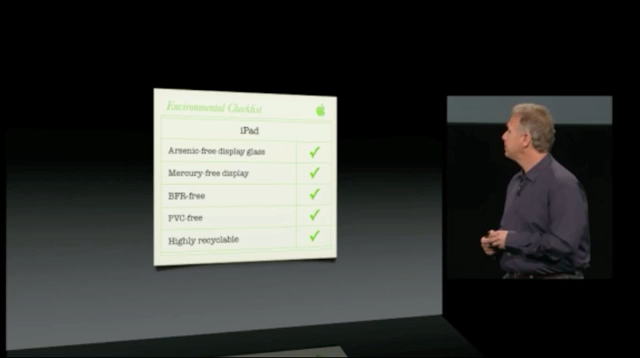 Environmental Checklist
iPad
Arsenic-free display glass
Mercury-free display
BFR-free
PVC-free
Highly recyclable